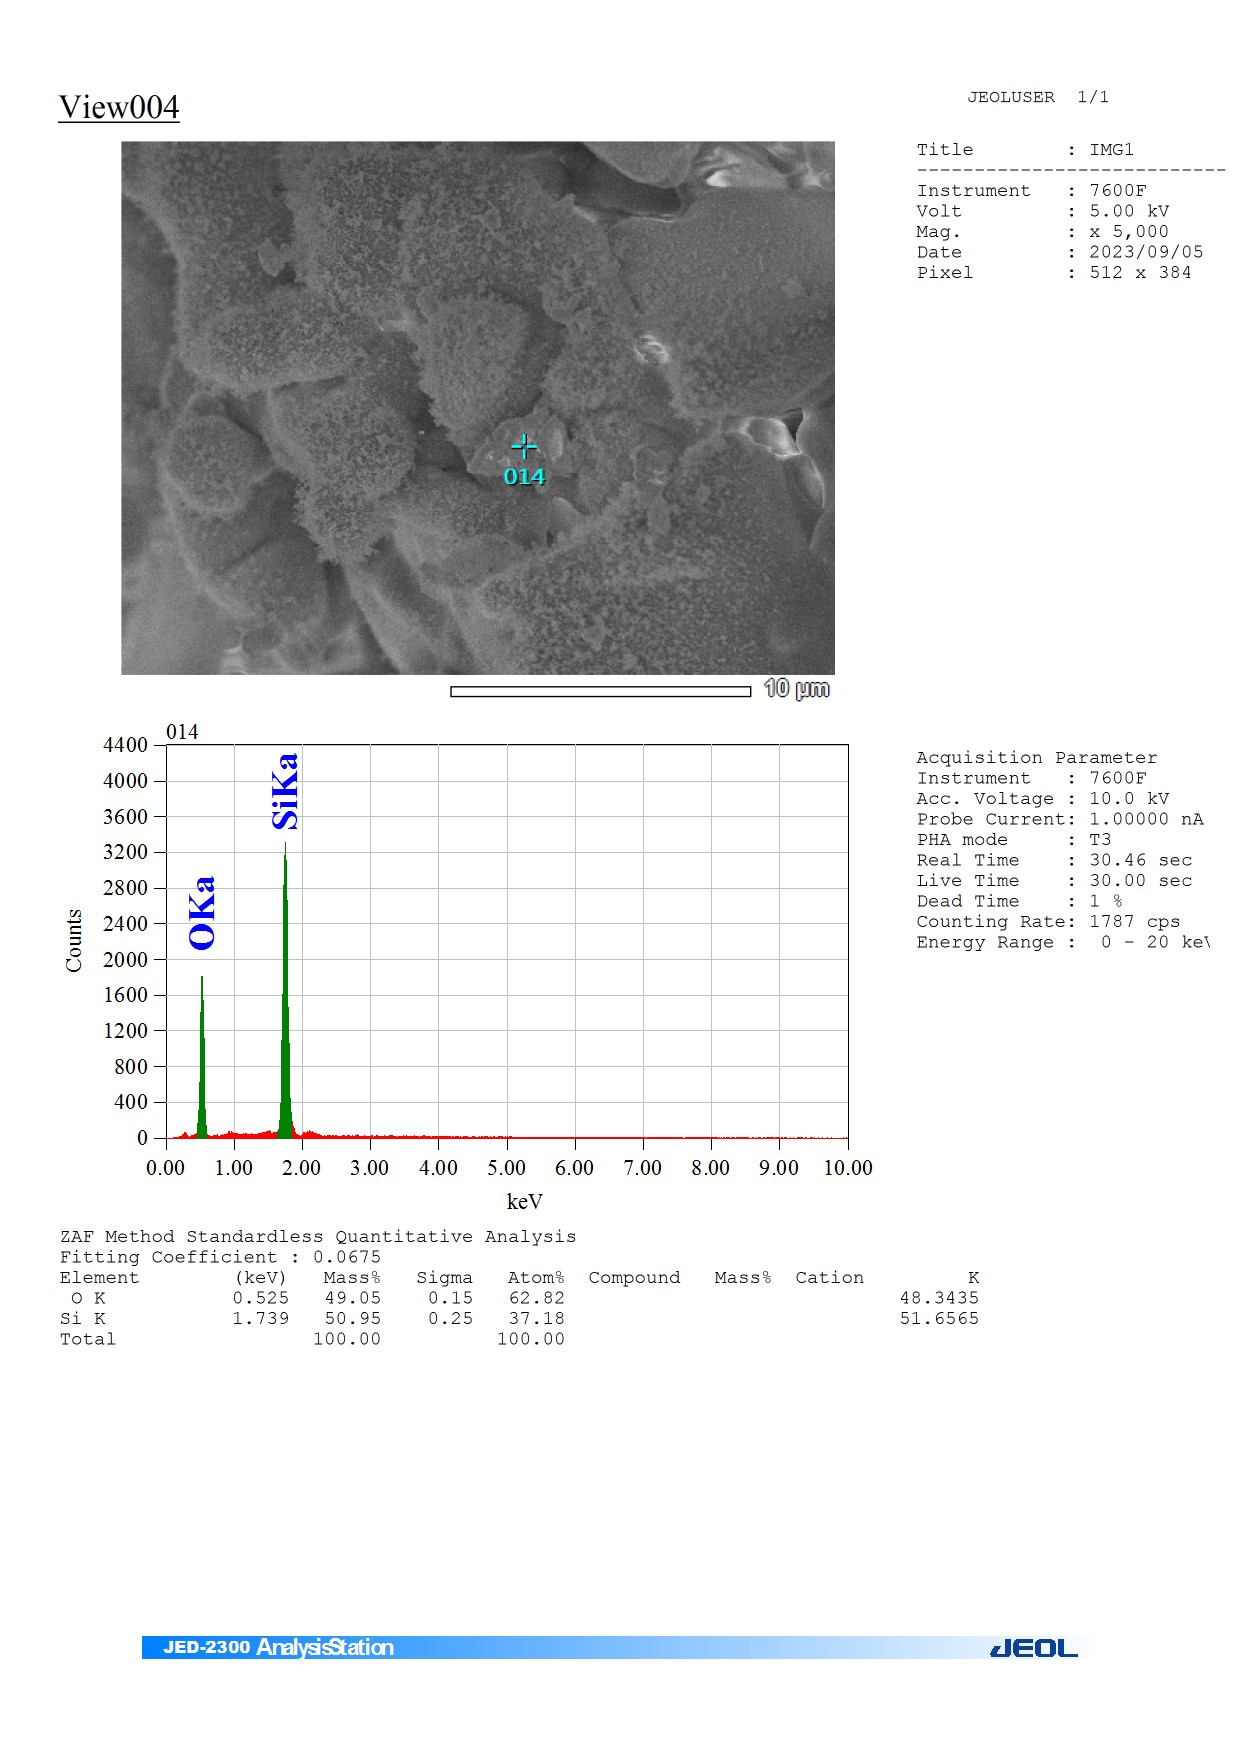 View004
JEOLUSER 1/1
Title : IMG1
---------------------------
Instrument : 7600F
Volt : 5.00 kV
Mag. : x 5,000
Date : 2023/09/05
Pixel : 512 x 384
014
10 µm
014
4400
4000
3600
3200
2800
2400
2000
1600
1200
800
400
0
Counts
OKa
SiKa
0.00 1.00 2.00 3.00 4.00 5.00 6.00 7.00 8.00 9.00 10.00
keV
Acquisition Parameter
Instrument : 7600F
Acc. Voltage : 10.0 kV
Probe Current: 1.00000 nA
PHA mode : T3
Real Time : 30.46 sec
Live Time : 30.00 sec
Dead Time : 1 %
Counting Rate: 1787 cps
Energy Range : 0 - 20 keV
ZAF Method Standardless Quantitative Analysis
Fitting Coefficient : 0.0675
Element (keV) Mass% Sigma Atom% Compound Mass% Cation K
O K 0.525 49.05 0.15 62.82 48.3435
Si K 1.739 50.95 0.25 37.18 51.6565
Total 100.00 100.00
JED-2300 AnalysisStation
JEOL